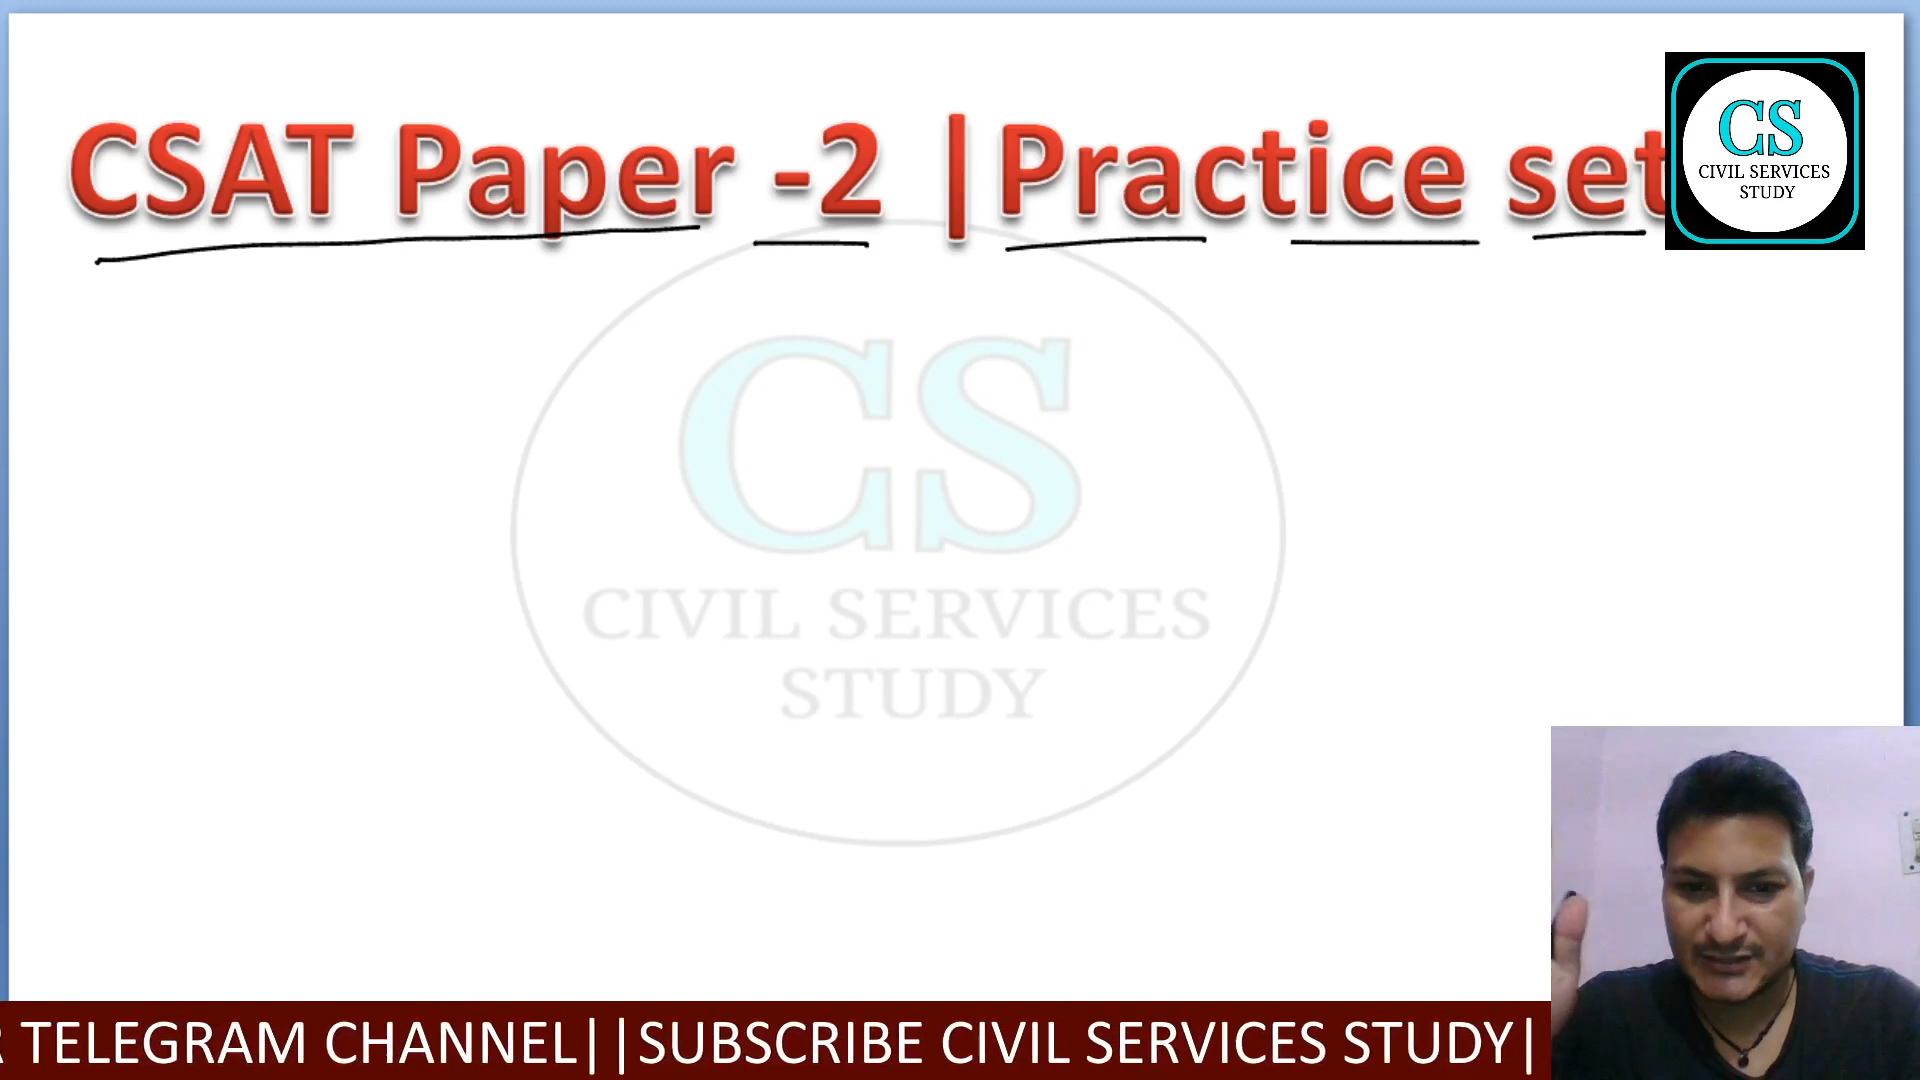 CSAT Paper -2 |Practice set
CS
CIVIL SERVICES
STUDY
CS
CIVIL SERVICES
STUDY
TELEGRAM CHANNEL||SUBSCRIBE CIVIL SERVICES STUDY|